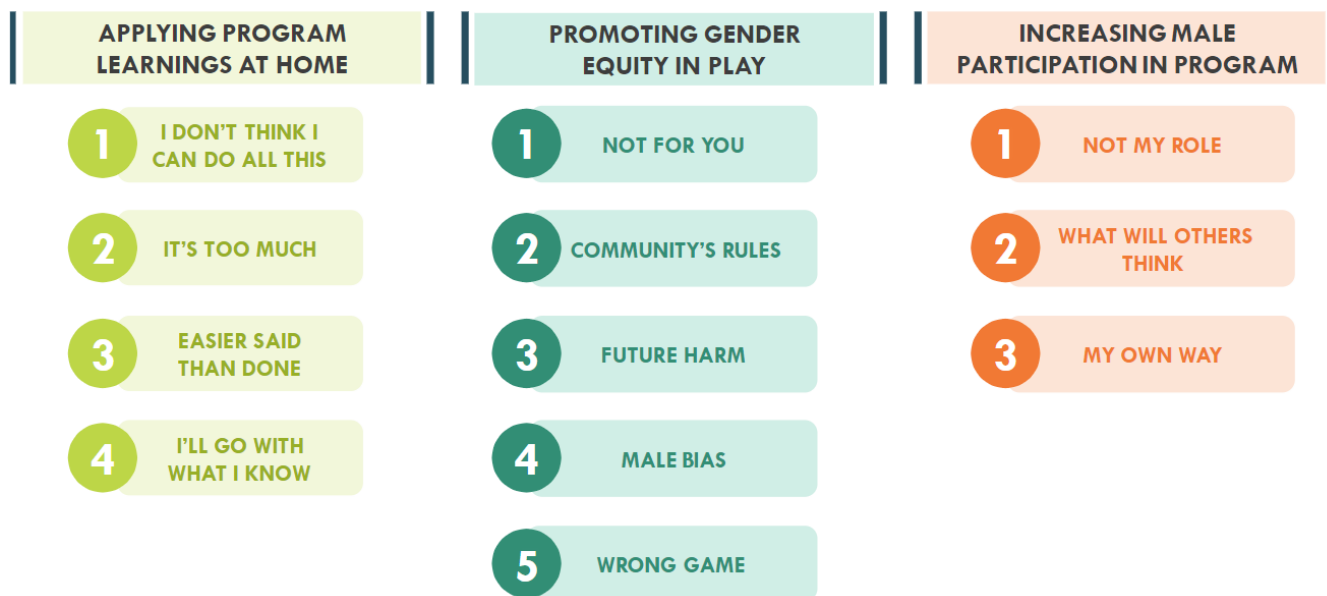 APPLYING PROGRAM
LEARNINGS AT HOME
1
I DON'T THINK I
CAN DO ALL THIS
2
IT'S TOO MUCH
3
EASIER SAID
THAN DONE
4
I'LL GO WITH
WHAT I KNOW
PROMOTING GENDER
EQUITY IN PLAY
1
NOT FOR YOU
2
COMMUNITY'S RULES
3
FUTURE HARM
4
MALE BIAS
5
WRONG GAME
INCREASING MALE
PARTICIPATION IN PROGRAM
1
NOT MY ROLE
2
WHAT WILL OTHERS
THINK
3
MY OWN WAY